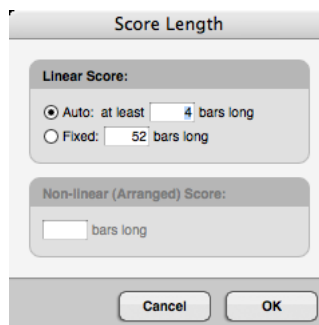 Score Length
Linear Score:
Auto: at least 4 bars long
Fixed: 52 bars long
Non-linear (Arranged) Score:
bars long
Cancel OK